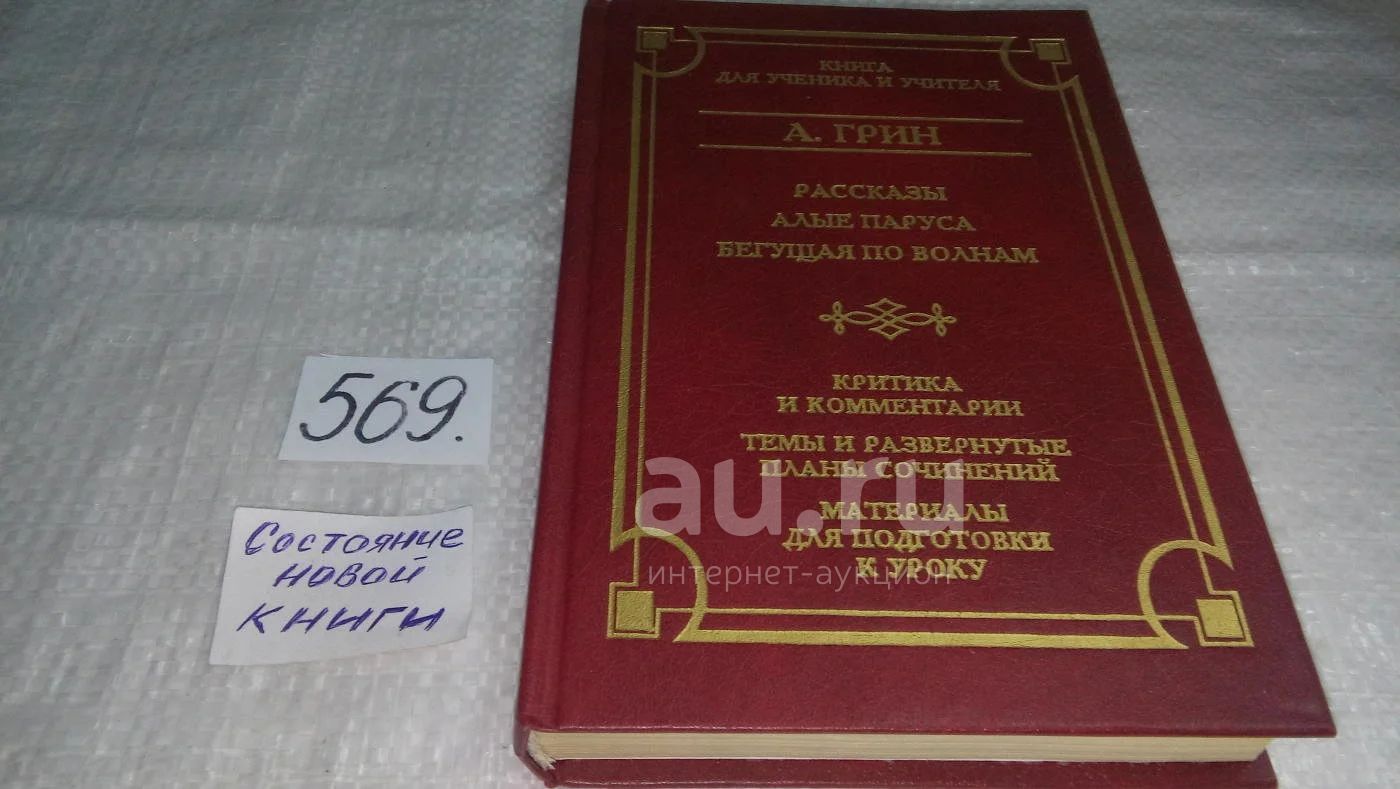 КНИГА
ДЛЯ УЧЕНИКА И УЧИТЕЛЯ
А. ГРИН
РАССКАЗЫ
АЛЫЕ ПАРУСА
БЕГУЩАЯ ПО ВОЛНАМ
КРИТИКА
И КОММЕНТАРИИ
ТЕМЫ И РАЗВЕРНУТЫЕ
ПЛАНЫ СОЧИНЕНИЙ
МАТЕРИАЛЫ
ДЛЯ ПОДГОТОВКИ
К УРОКУ
569.
Состояние
новой
книги
au.ru
интернет-аукцион